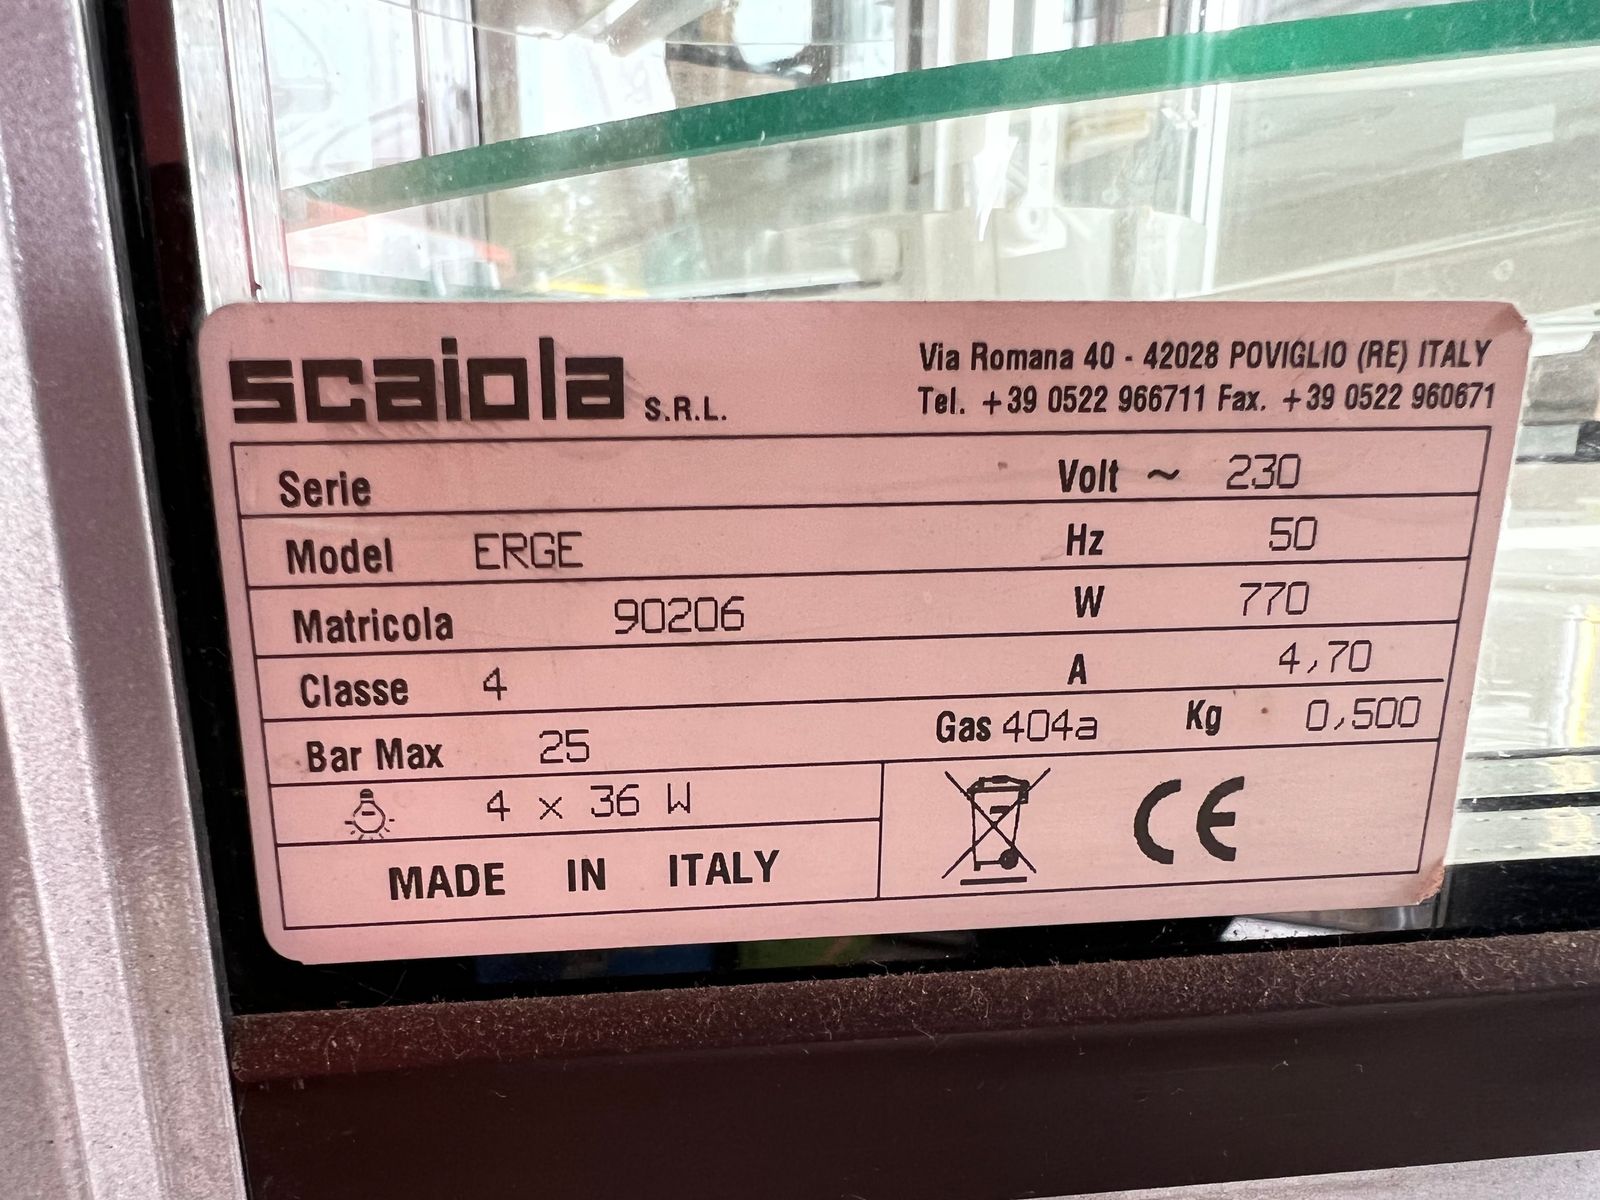 scaiola S.R.L.
Via Romana 40 - 42028 POVIGLIO (RE) ITALY
Tel. +39 0522 966711 Fax. +39 0522 960671
Serie
Volt ~ 230
Model ERGE
Hz 50
Matricola 90206
W 770
Classe 4
A 4,70
Bar Max 25
Gas 404a Kg 0,500
4 x 36 W
MADE IN ITALY
CE